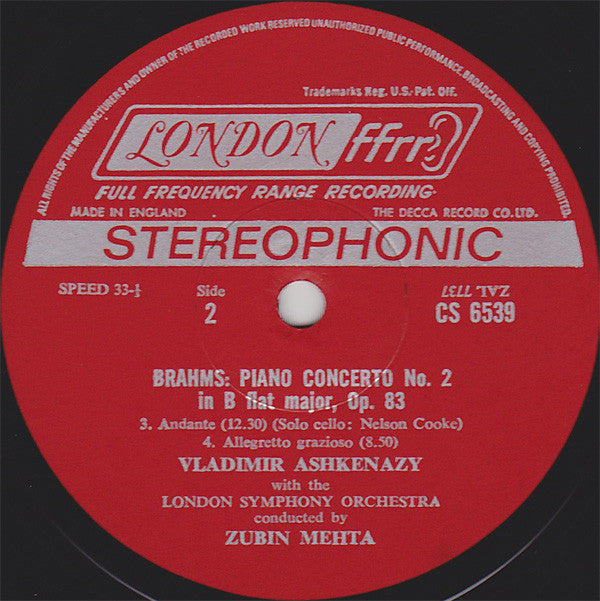 ALL RIGHTS OF THE MANUFACTURERS AND OWNER OF THE RECORDED WORK RESERVED UNAUTHORIZED PUBLIC PERFORMANCE, BROADCASTING AND COPYING PROHIBITED.
Trademarks Reg. U.S. Pat. Off.
LONDON ffrr
FULL FREQUENCY RANGE RECORDING
MADE IN ENGLAND THE DECCA RECORD CO. LTD.
STEREOPHONIC
SPEED 33-⅓ Side ZAL 7737
2 CS 6539
BRAHMS: PIANO CONCERTO No. 2
in B flat major, Op. 83
3. Andante (12.30) (Solo cello: Nelson Cooke)
4. Allegretto grazioso (8.50)
VLADIMIR ASHKENAZY
with the
LONDON SYMPHONY ORCHESTRA
conducted by
ZUBIN MEHTA